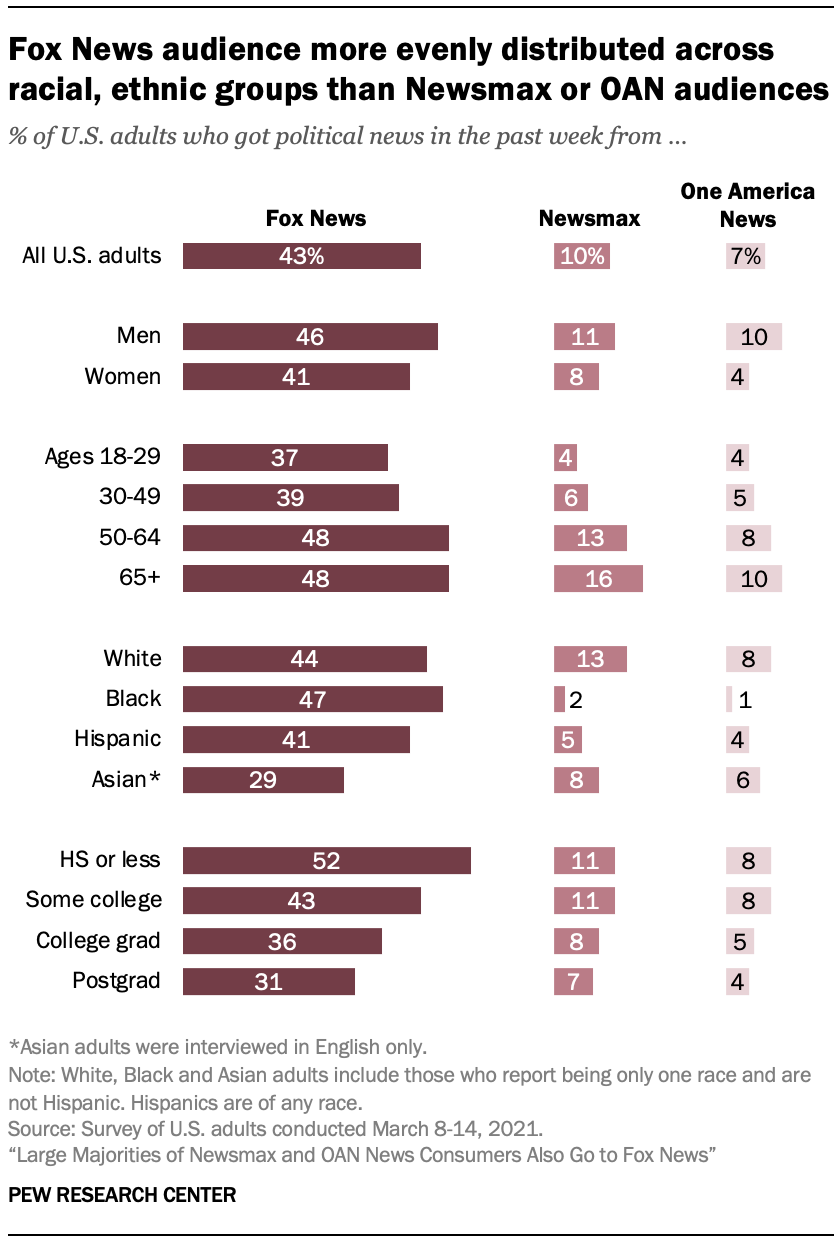 Fox News audience more evenly distributed across
racial, ethnic groups than Newsmax or OAN audiences
% of U.S. adults who got political news in the past week from ...
Fox News Newsmax One America News
All U.S. adults 43% 10% 7%
Men 46 11 10
Women 41 8 4
Ages 18-29 37 4 4
30-49 39 6 5
50-64 48 13 8
65+ 48 16 10
White 44 13 8
Black 47 2 1
Hispanic 41 5 4
Asian* 29 8 6
HS or less 52 11 8
Some college 43 11 8
College grad 36 8 5
Postgrad 31 7 4
*Asian adults were interviewed in English only.
Note: White, Black and Asian adults include those who report being only one race and are
not Hispanic. Hispanics are of any race.
Source: Survey of U.S. adults conducted March 8-14, 2021.
“Large Majorities of Newsmax and OAN News Consumers Also Go to Fox News”
PEW RESEARCH CENTER